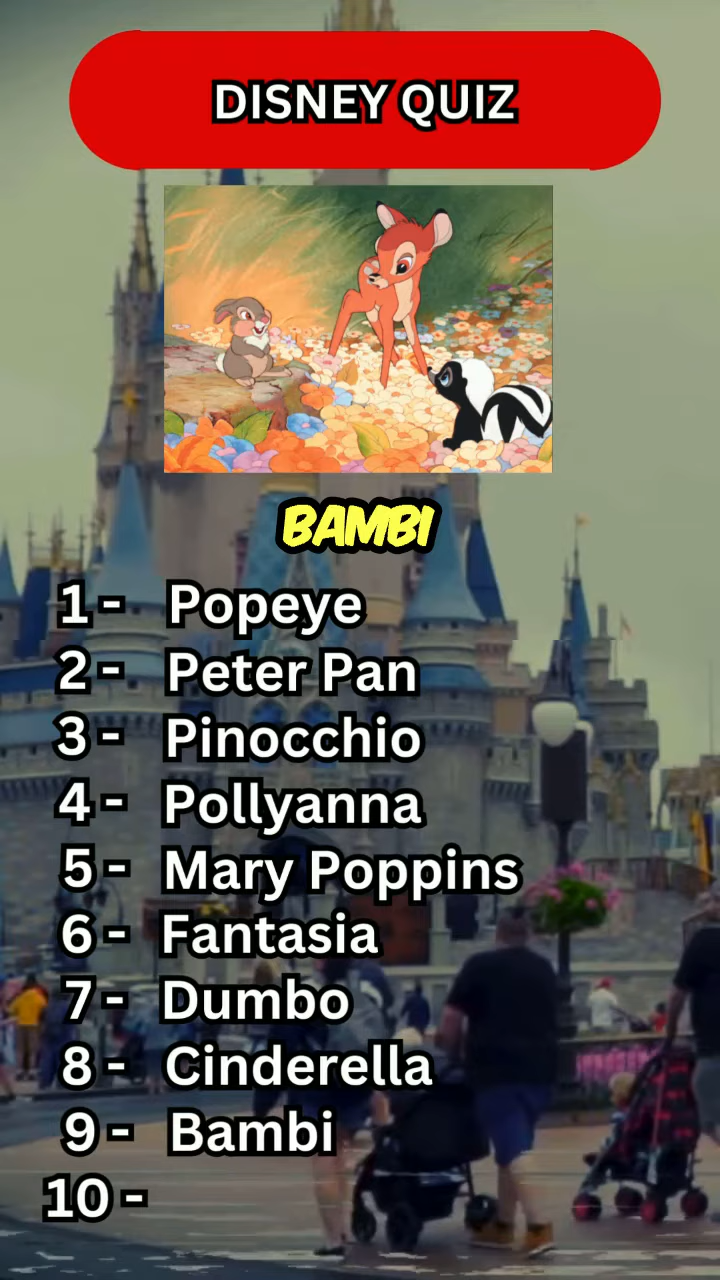 DISNEY QUIZ
BAMBI
1 - Popeye
2 - Peter Pan
3 - Pinocchio
4 - Pollyanna
5 - Mary Poppins
6 - Fantasia
7 - Dumbo
8 - Cinderella
9 - Bambi
10 -